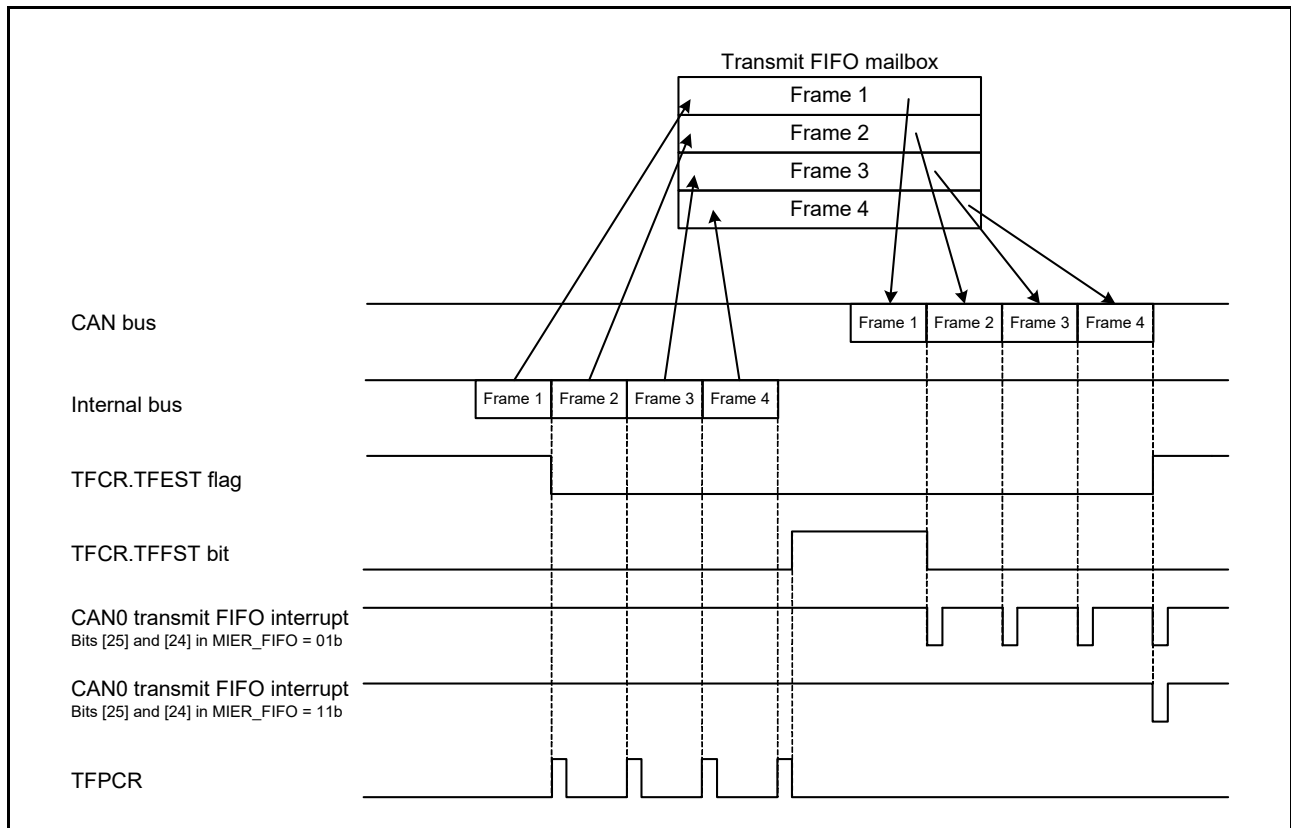 Transmit FIFO mailbox
Frame 1
Frame 2
Frame 3
Frame 4
CAN bus
Frame 1 Frame 2 Frame 3 Frame 4
Internal bus
Frame 1 Frame 2 Frame 3 Frame 4
TFCR.TFEST flag
TFCR.TFFST bit
CAN0 transmit FIFO interrupt
Bits [25] and [24] in MIER_FIFO = 01b
CAN0 transmit FIFO interrupt
Bits [25] and [24] in MIER_FIFO = 11b
TFPCR